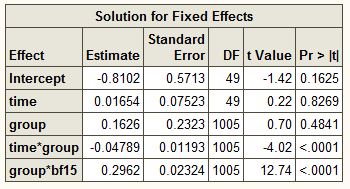 Solution for Fixed Effects
Effect Estimate Standard Error DF t Value Pr > |t|
Intercept -0.8102 0.5713 49 -1.42 0.1625
time 0.01654 0.07523 49 0.22 0.8269
group 0.1626 0.2323 1005 0.70 0.4841
time*group -0.04789 0.01193 1005 -4.02 <.0001
group*bf15 0.2962 0.02324 1005 12.74 <.0001